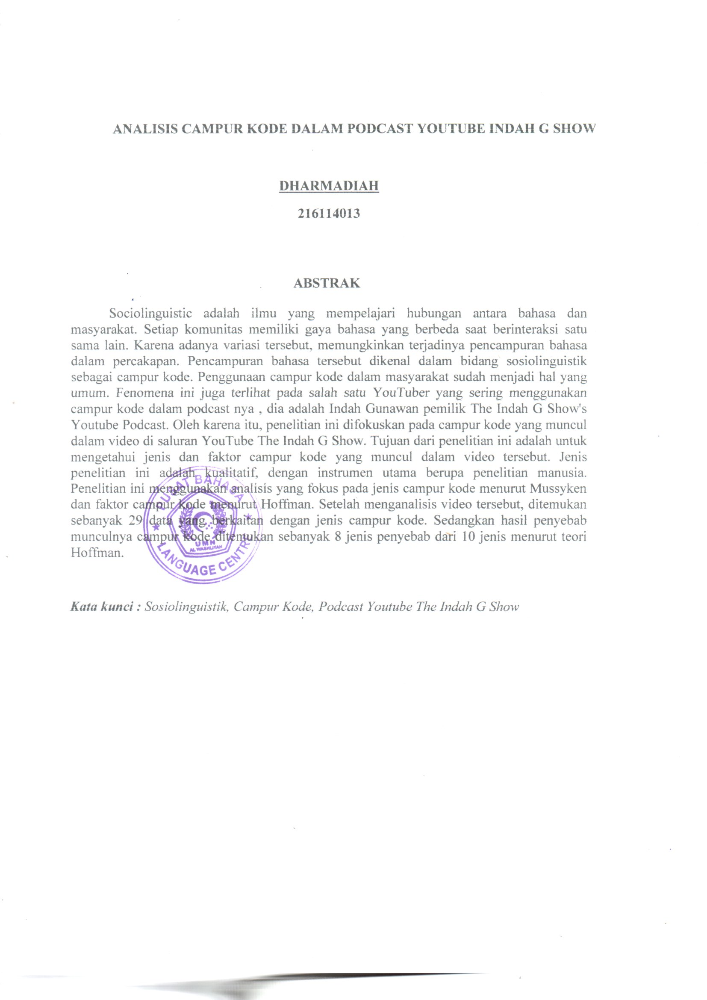 ANALISIS CAMPUR KODE DALAM PODCAST YOUTUBE INDAH G SHOW
DHARMADIAH
216114013
ABSTRAK
Sociolinguistic adalah ilmu yang mempelajari hubungan antara bahasa dan
masyarakat. Setiap komunitas memiliki gaya bahasa yang berbeda saat berinteraksi satu
sama lain. Karena adanya variasi tersebut, memungkinkan terjadinya pencampuran bahasa
dalam percakapan. Pencampuran bahasa tersebut dikenal dalam bidang sosiolinguistik
sebagai campur kode. Penggunaan campur kode dalam masyarakat sudah menjadi hal yang
umum. Fenomena ini juga terlihat pada salah satu YouTuber yang sering menggunakan
campur kode dalam podcast nya , dia adalah Indah Gunawan pemilik The Indah G Show's
Youtube Podcast. Oleh karena itu, penelitian ini difokuskan pada campur kode yang muncul
dalam video di saluran YouTube The Indah G Show. Tujuan dari penelitian ini adalah untuk
mengetahui jenis dan faktor campur kode yang muncul dalam video tersebut. Jenis
penelitian ini adalah kualitatif, dengan instrumen utama berupa penelitian manusia.
Penelitian ini menggunakan analisis yang fokus pada jenis campur kode menurut Mussyken
dan faktor campur kode menurut Hoffman. Setelah menganalisis video tersebut, ditemukan
sebanyak 29 data yang berkaitan dengan jenis campur kode. Sedangkan hasil penyebab
munculnya campur kode ditemukan sebanyak 8 jenis penyebab dari 10 jenis menurut teori
Hoffman.
PUSAT BAHASA
UMN
AL WASHLIYAH
LANGUAGE CENTRE
Kata kunci : Sosiolinguistik, Campur Kode, Podcast Youtube The Indah G Show